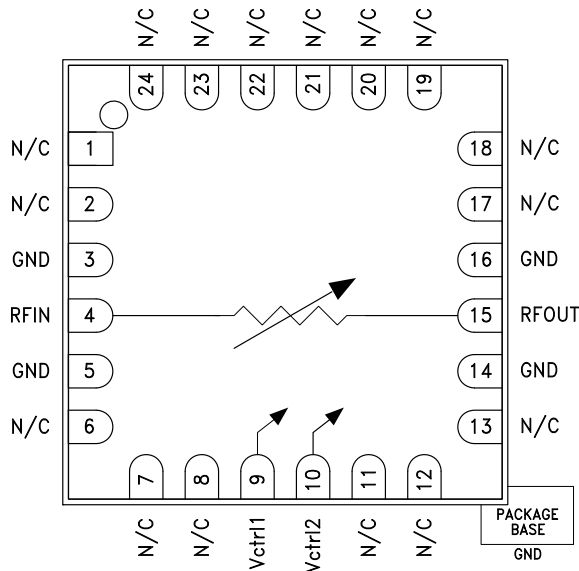 N/C N/C N/C N/C N/C N/C
24 23 22 21 20 19
N/C 1 18 N/C
N/C 2 17 N/C
GND 3 16 GND
RFIN 4 15 RFOUT
GND 5 14 GND
N/C 6 13 N/C
7 8 9 10 11 12
N/C N/C Vctrl1 Vctrl2 N/C N/C
PACKAGE
BASE
GND